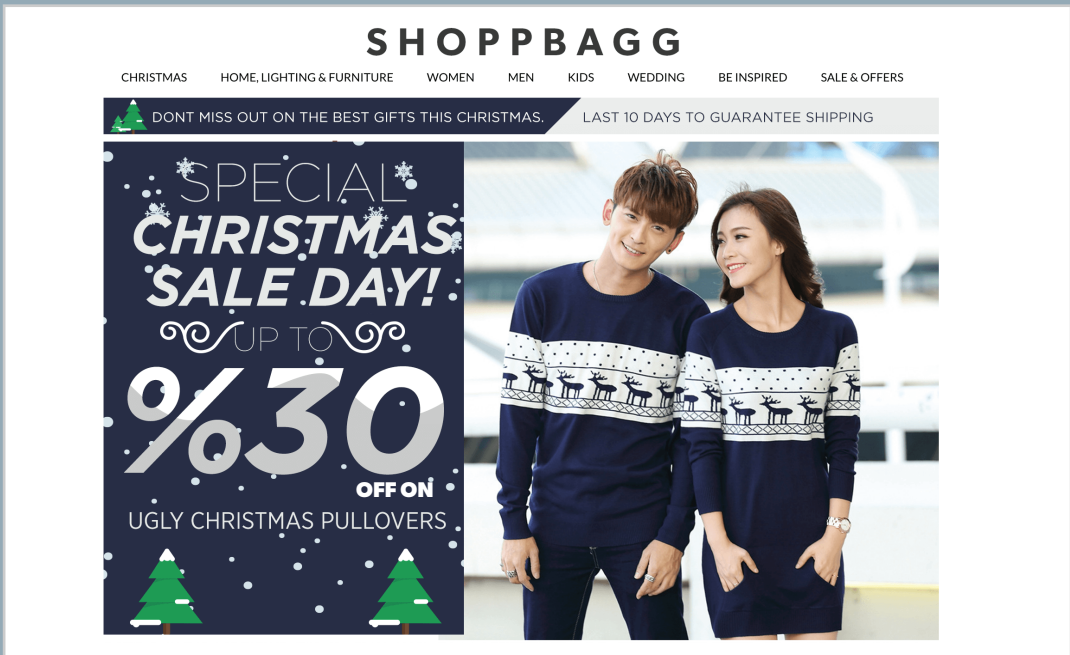 SHOPPBAGG
CHRISTMAS HOME, LIGHTING & FURNITURE WOMEN MEN KIDS WEDDING BE INSPIRED SALE & OFFERS
DONT MISS OUT ON THE BEST GIFTS THIS CHRISTMAS. LAST 10 DAYS TO GUARANTEE SHIPPING
SPECIAL
CHRISTMAS
SALE DAY!
UP TO
%30
OFF ON
UGLY CHRISTMAS PULLOVERS